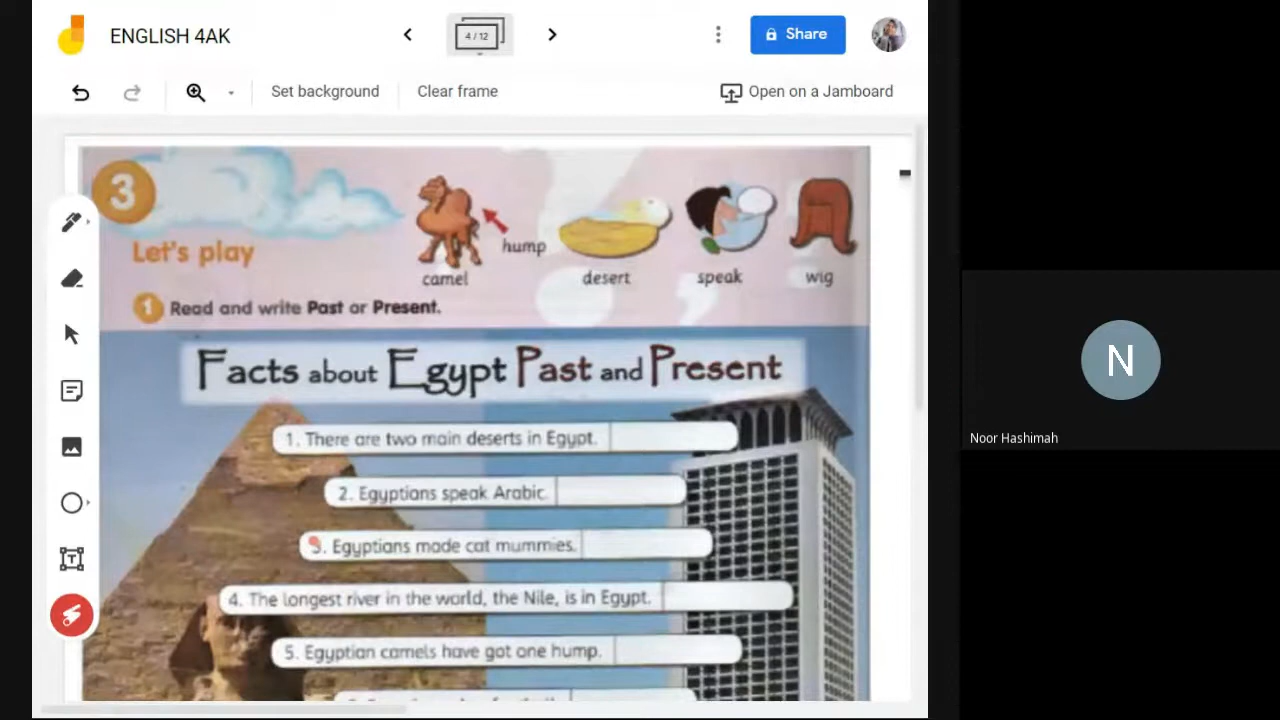 ENGLISH 4AK
4 / 12
Share
Set background
Clear frame
Open on a Jamboard
3
Let's play
camel
hump
desert
speak
wig
1 Read and write Past or Present.
Facts about Egypt Past and Present
1. There are two main deserts in Egypt.
2. Egyptians speak Arabic.
3. Egyptians made cat mummies.
4. The longest river in the world, the Nile, is in Egypt.
5. Egyptian camels have got one hump.
N
Noor Hashimah